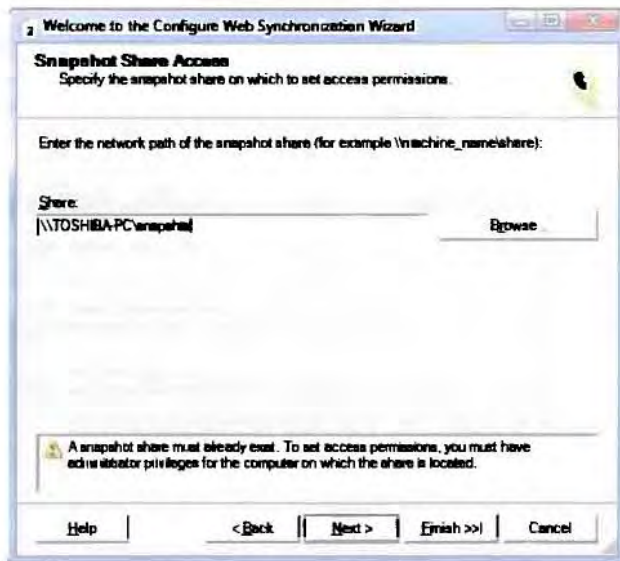 Welcome to the Configure Web Synchronization Wizard
Snapshot Share Access
Specify the snapshot share on which to set access permissions.
Enter the network path of the snapshot share (for example \\machine_name\share):
Share:
\\TOSHIBA-PC\snapshot
Browse
A snapshot share must already exist. To set access permissions, you must have
administrator privileges for the computer on which the share is located.
Help
< Back
Next >
Finish >>|
Cancel